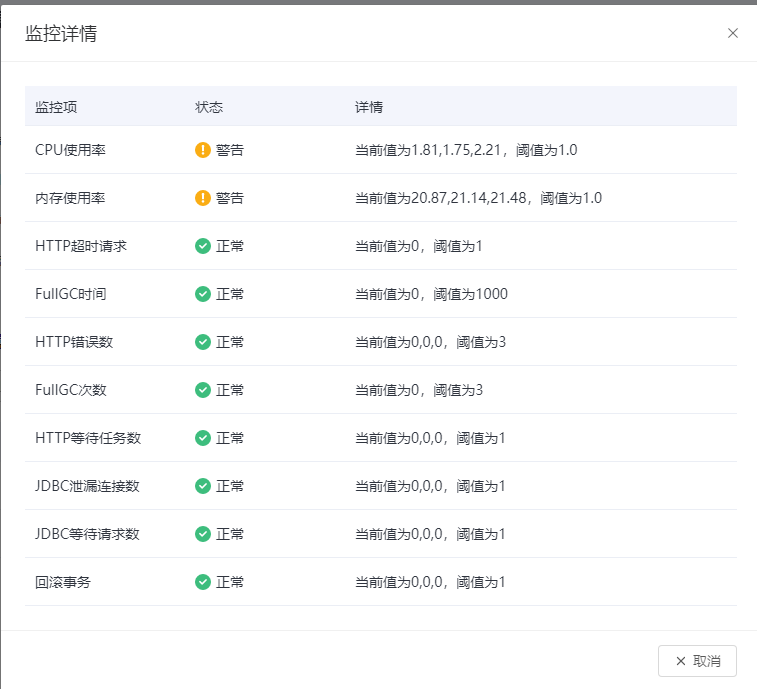 监控详情
监控项 状态 详情
CPU使用率 警告 当前值为1.81,1.75,2.21，阈值为1.0
内存使用率 警告 当前值为20.87,21.14,21.48，阈值为1.0
HTTP超时请求 正常 当前值为0，阈值为1
FullGC时间 正常 当前值为0，阈值为1000
HTTP错误数 正常 当前值为0,0,0，阈值为3
FullGC次数 正常 当前值为0，阈值为3
HTTP等待任务数 正常 当前值为0,0,0，阈值为1
JDBC泄漏连接数 正常 当前值为0,0,0，阈值为1
JDBC等待请求数 正常 当前值为0,0,0，阈值为1
回滚事务 正常 当前值为0,0,0，阈值为1
取消